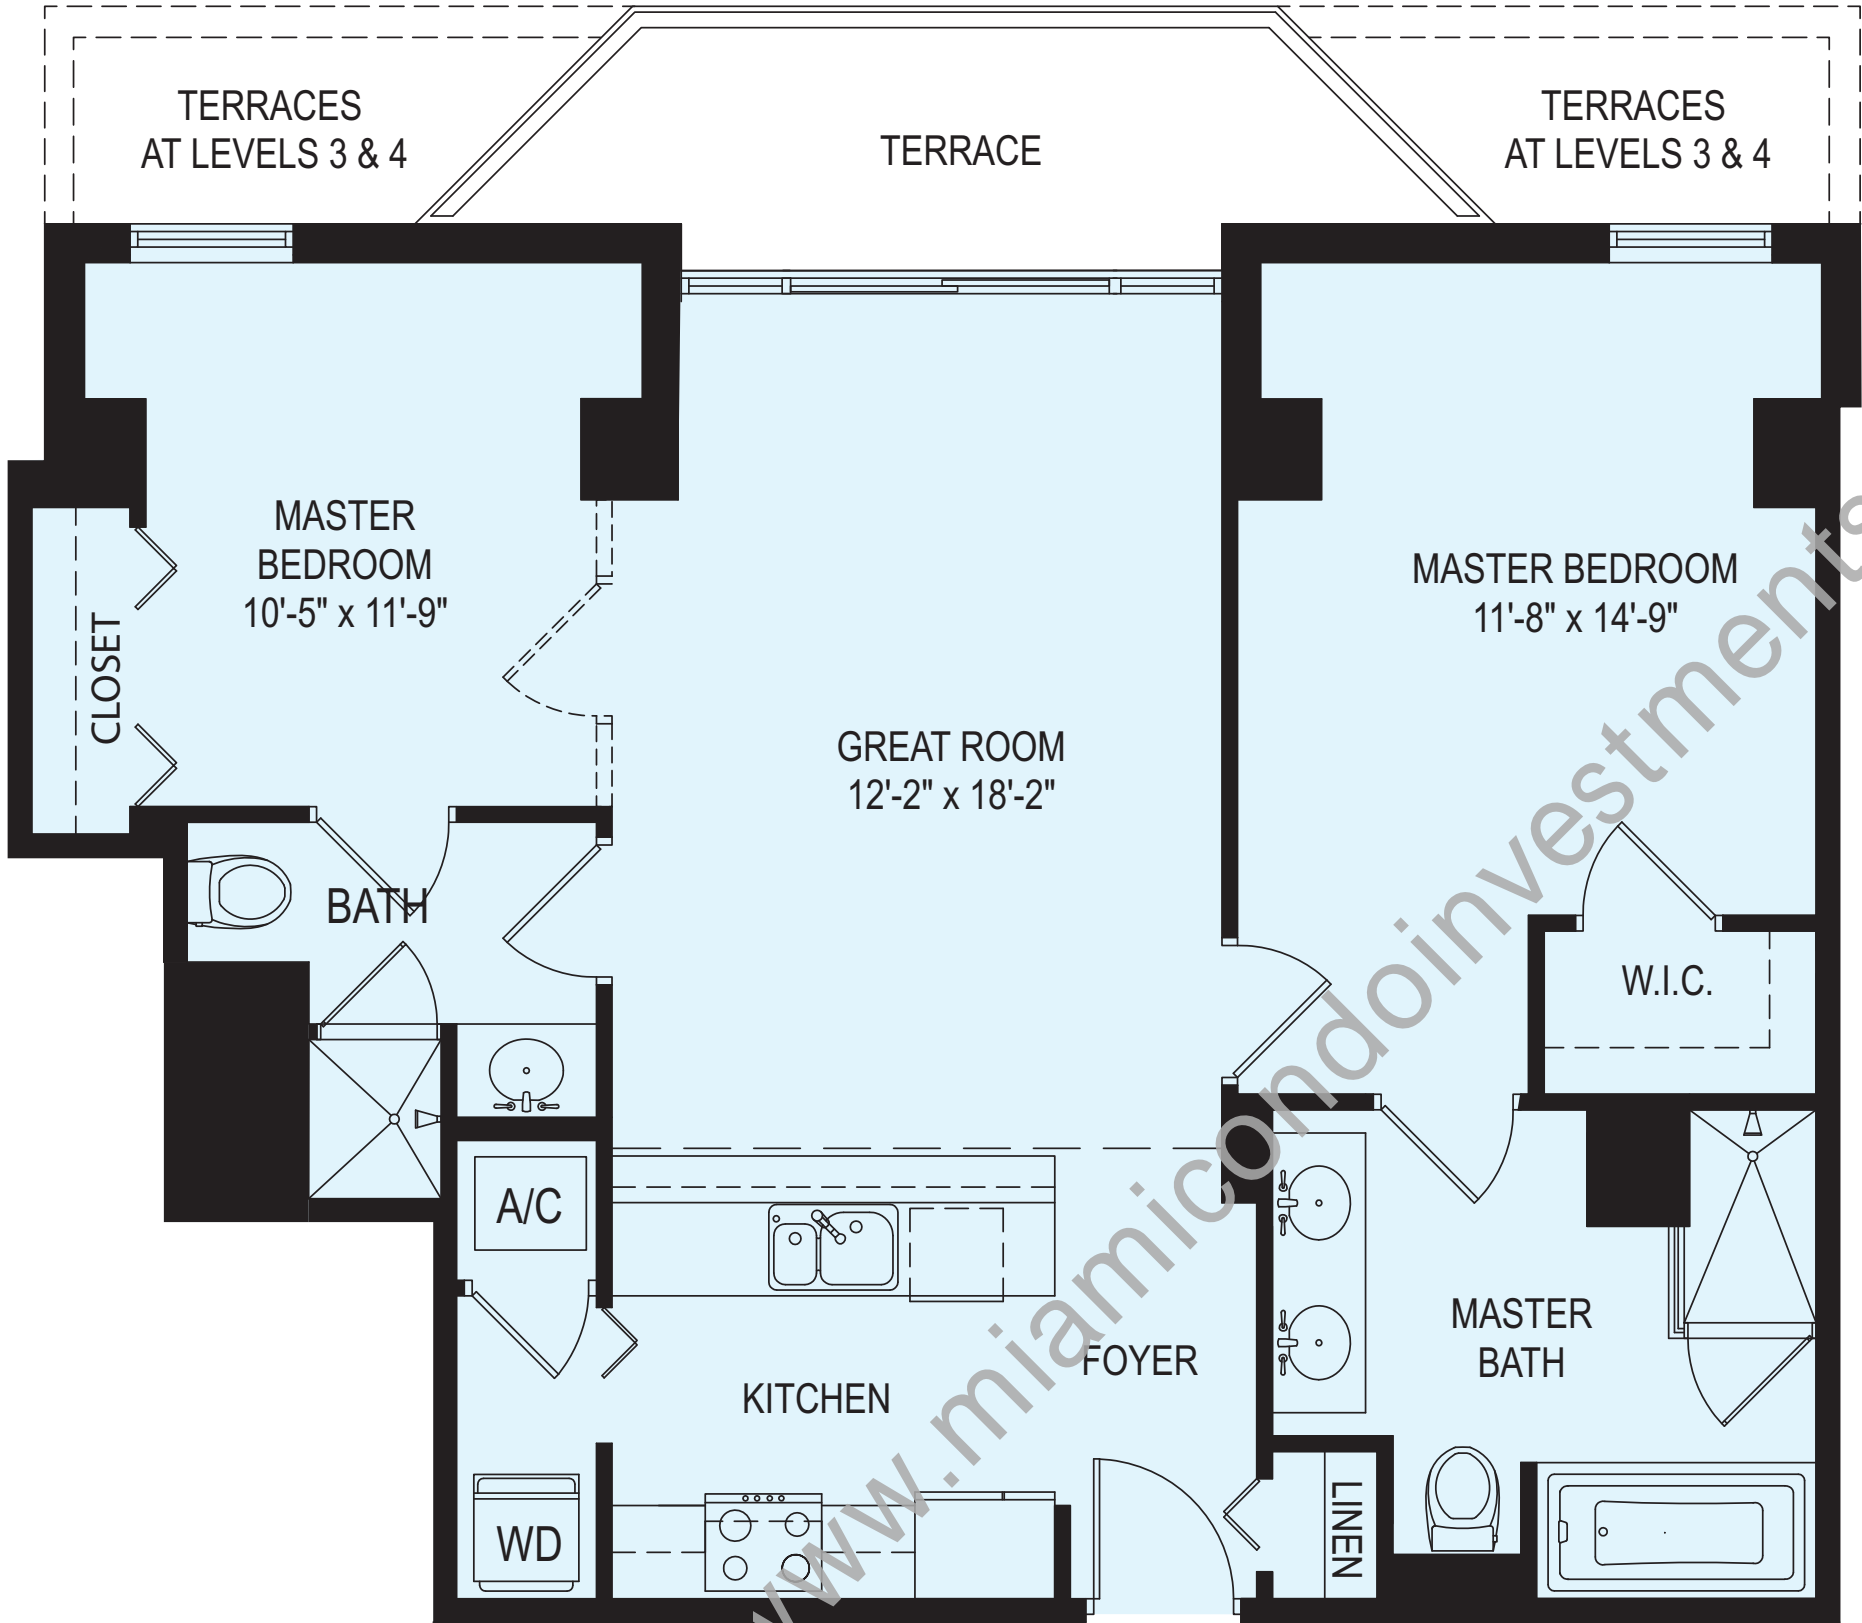 TERRACES
AT LEVELS 3 & 4
TERRACE
TERRACES
AT LEVELS 3 & 4
MASTER
BEDROOM
10'-5" x 11'-9"
CLOSET
GREAT ROOM
12'-2" x 18'-2"
MASTER BEDROOM
11'-8" x 14'-9"
BATH
W.I.C.
A/C
KITCHEN
FOYER
MASTER
BATH
WD
LINEN
www.miamicondoinvestments